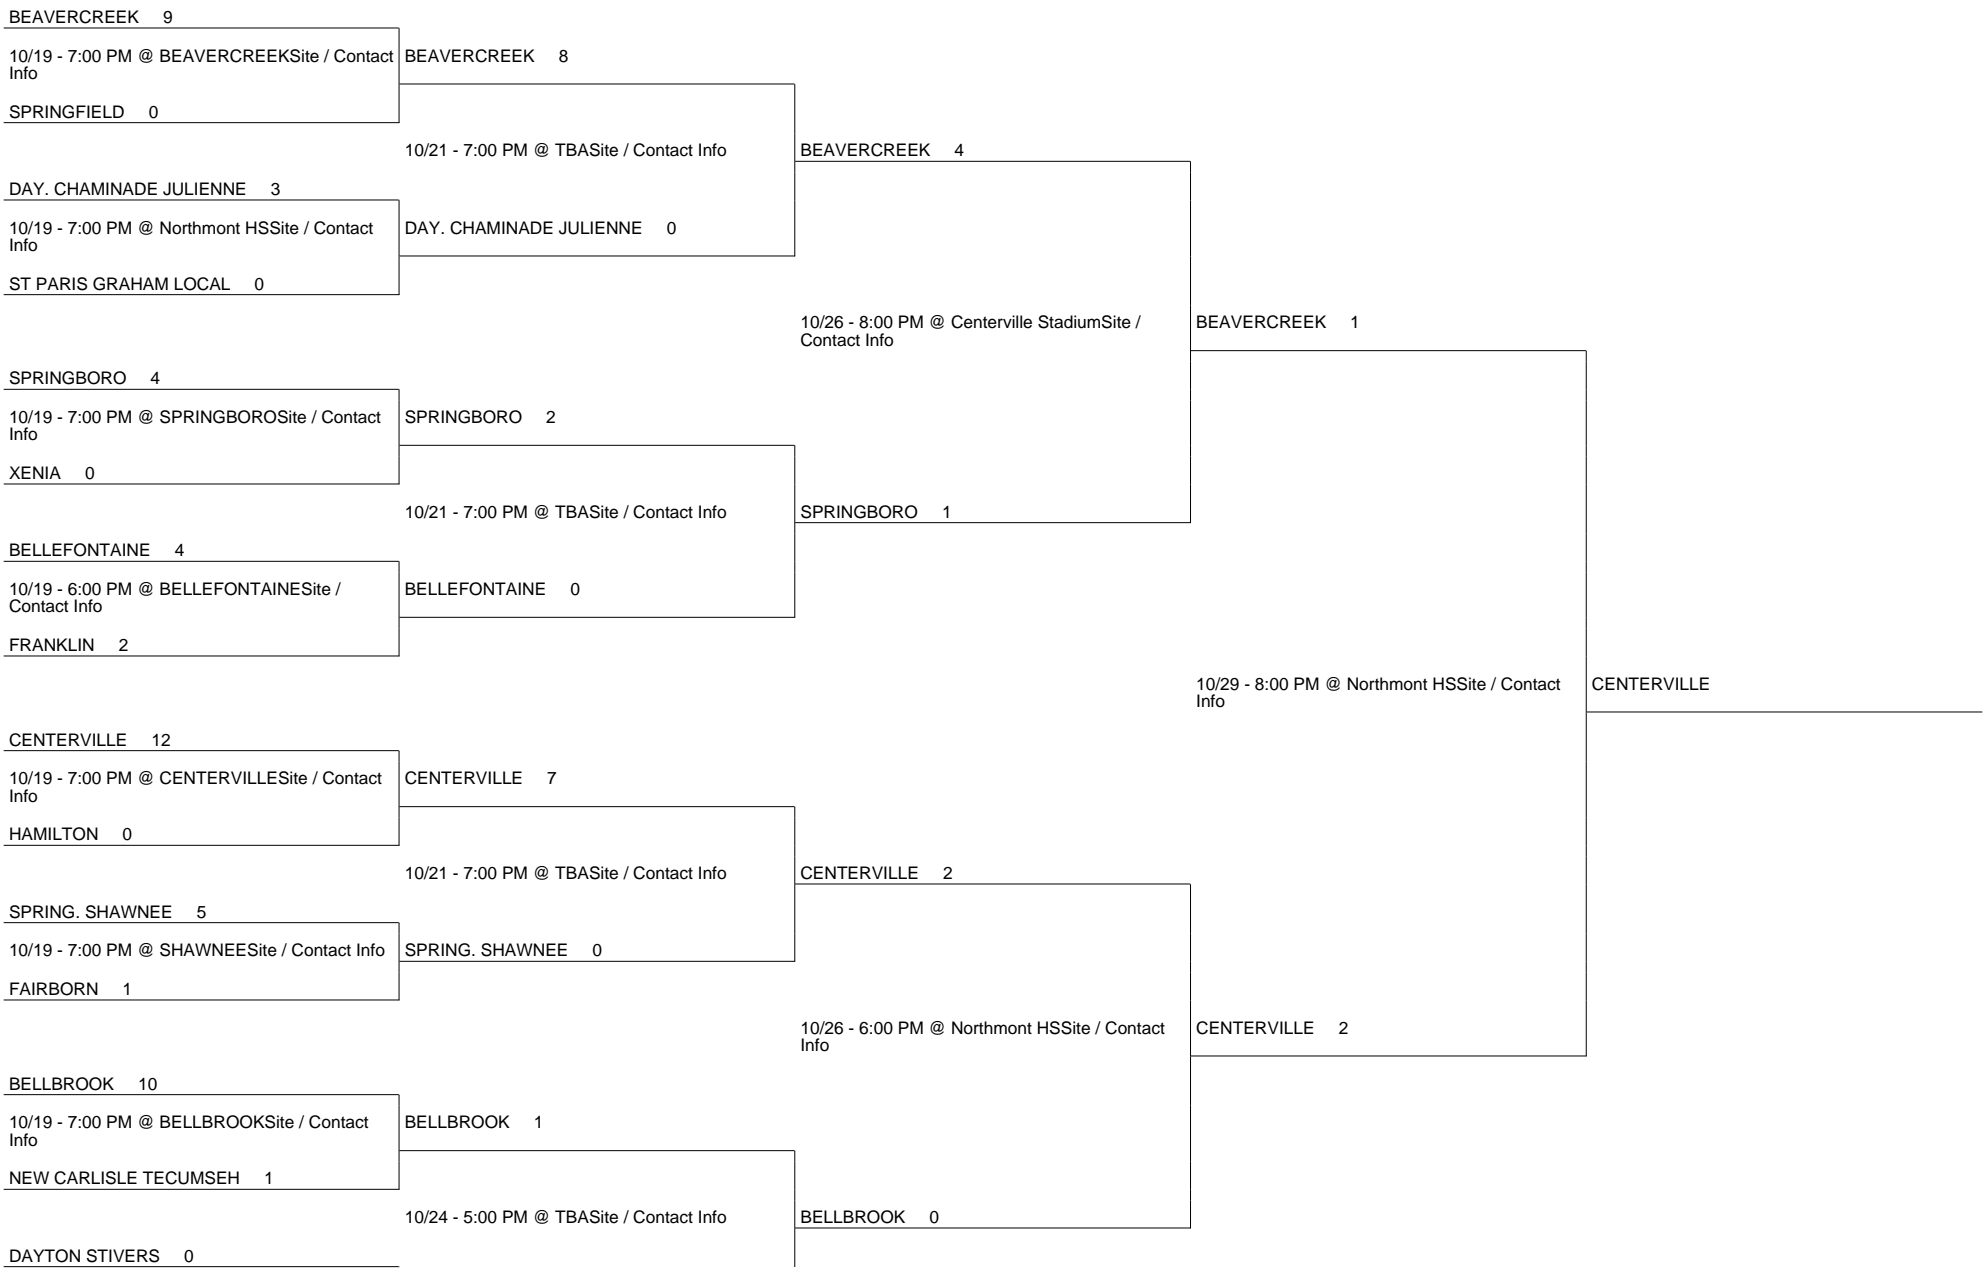 BEAVERCREEK 9
10/19 - 7:00 PM @ BEAVERCREEKSite / Contact
Info
SPRINGFIELD 0
BEAVERCREEK 8
10/21 - 7:00 PM @ TBASite / Contact Info
DAY. CHAMINADE JULIENNE 3
10/19 - 7:00 PM @ Northmont HSSite / Contact
Info
ST PARIS GRAHAM LOCAL 0
DAY. CHAMINADE JULIENNE 0
BEAVERCREEK 4
10/26 - 8:00 PM @ Centerville StadiumSite /
Contact Info
SPRINGBORO 4
10/19 - 7:00 PM @ SPRINGBOROSite / Contact
Info
XENIA 0
SPRINGBORO 2
10/21 - 7:00 PM @ TBASite / Contact Info
BELLEFONTAINE 4
10/19 - 6:00 PM @ BELLEFONTAINESite /
Contact Info
FRANKLIN 2
BELLEFONTAINE 0
SPRINGBORO 1
BEAVERCREEK 1
10/29 - 8:00 PM @ Northmont HSSite / Contact
Info
CENTERVILLE
CENTERVILLE 12
10/19 - 7:00 PM @ CENTERVILLESite / Contact
Info
HAMILTON 0
CENTERVILLE 7
10/21 - 7:00 PM @ TBASite / Contact Info
SPRING. SHAWNEE 5
10/19 - 7:00 PM @ SHAWNEESite / Contact Info
FAIRBORN 1
SPRING. SHAWNEE 0
CENTERVILLE 2
10/26 - 6:00 PM @ Northmont HSSite / Contact
Info
CENTERVILLE 2
BELLBROOK 10
10/19 - 7:00 PM @ BELLBROOKSite / Contact
Info
NEW CARLISLE TECUMSEH 1
BELLBROOK 1
10/24 - 5:00 PM @ TBASite / Contact Info
BELLBROOK 0
DAYTON STIVERS 0